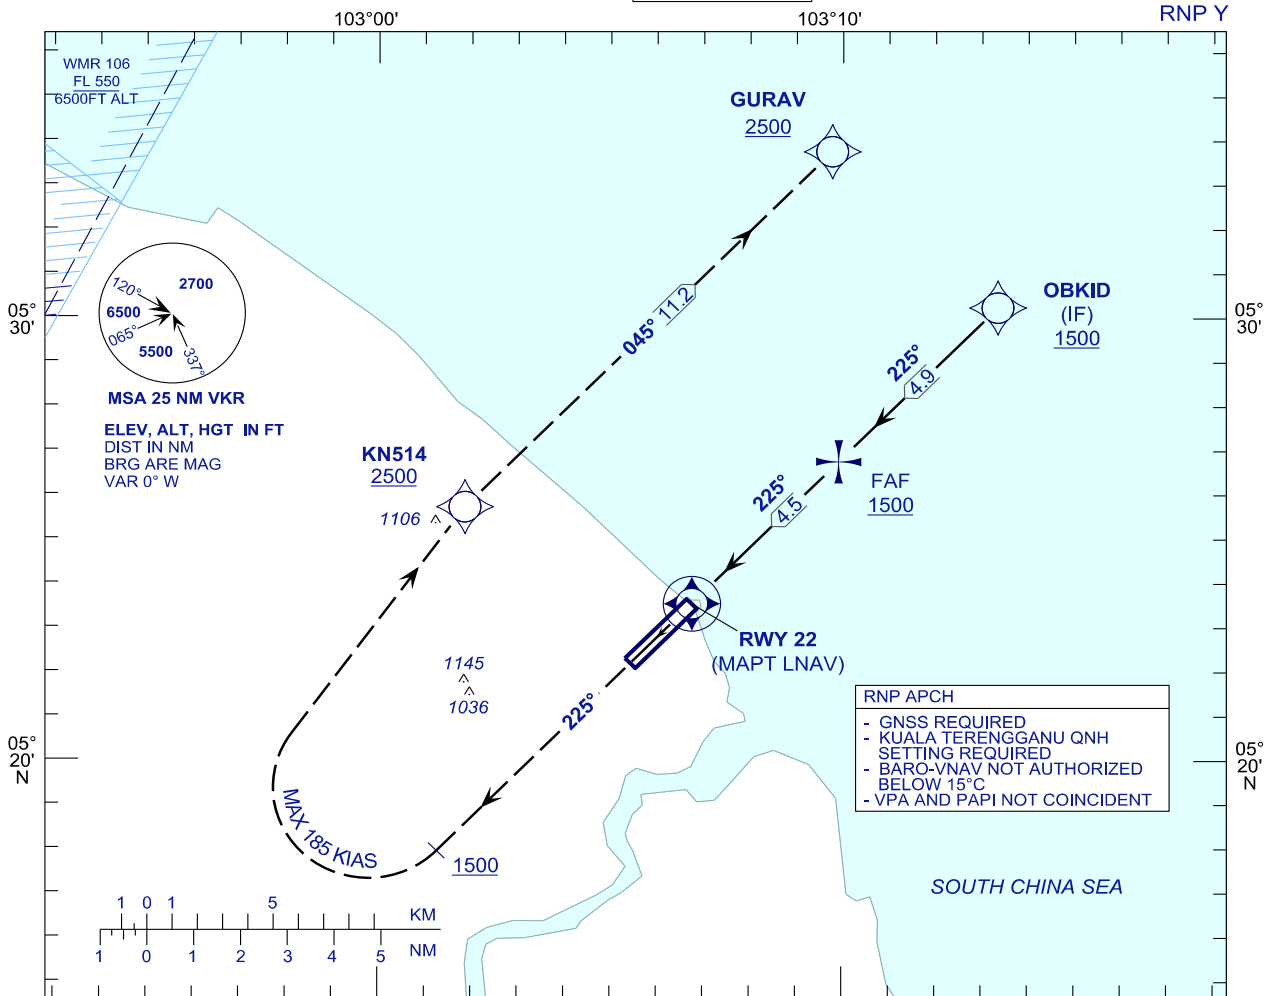 RNP Y
103°00'
103°10'
WMR 106
FL 550
6500FT ALT
GURAV
2500
120°
2700
6500
065°
5500
337°
MSA 25 NM VKR
ELEV, ALT, HGT IN FT
DIST IN NM
BRG ARE MAG
VAR 0° W
05°
30'
05°
30'
OBKID
(IF)
1500
045° 11.2
225°
4.9
KN514
2500
1106
FAF
1500
225°
4.5
RWY 22
(MAPT LNAV)
1145
1036
225°
RNP APCH
- GNSS REQUIRED
- KUALA TERENGGANU QNH
SETTING REQUIRED
- BARO-VNAV NOT AUTHORIZED
BELOW 15°C
- VPA AND PAPI NOT COINCIDENT
05°
20'
N
05°
20'
N
MAX 185 KIAS
1500
SOUTH CHINA SEA
1 0 1 5 KM
1 0 1 2 3 4 5 NM